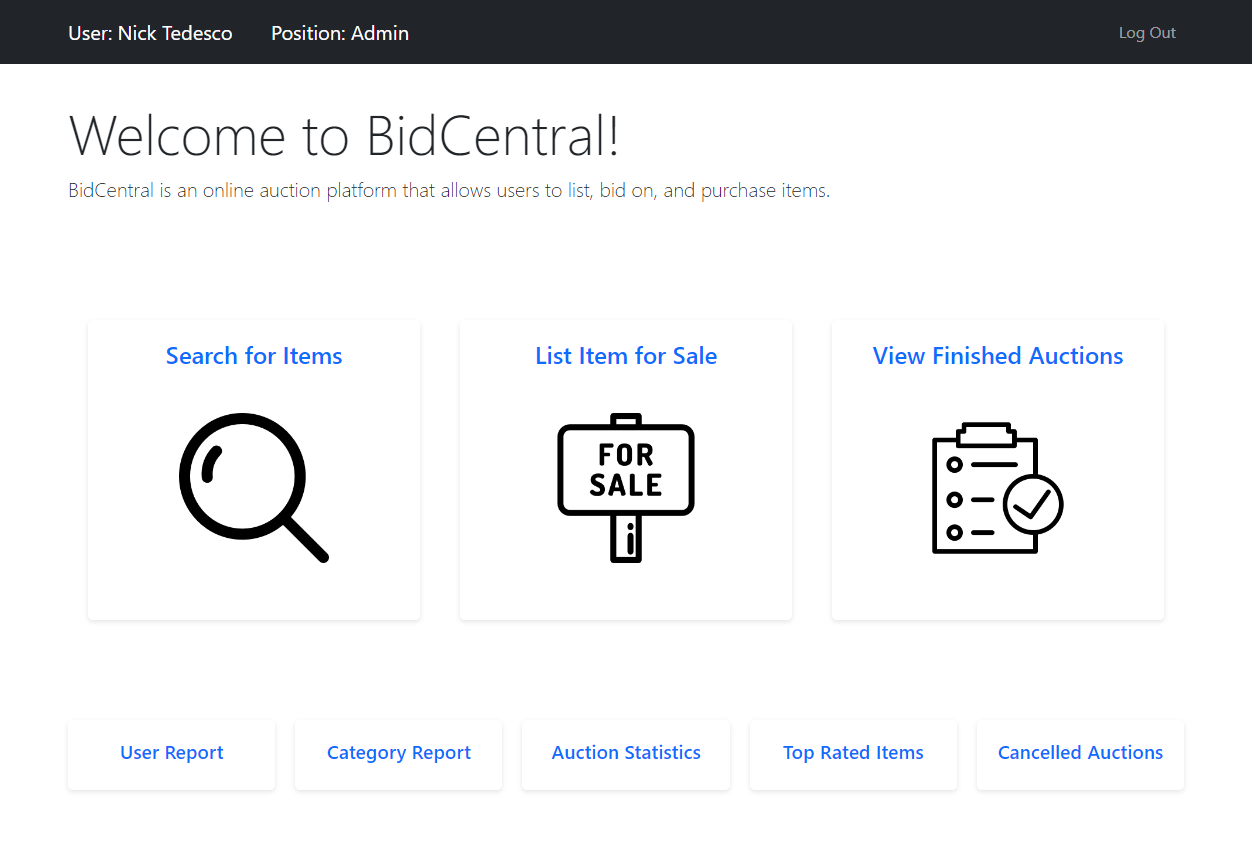 User: Nick Tedesco Position: Admin Log Out
Welcome to BidCentral!
BidCentral is an online auction platform that allows users to list, bid on, and purchase items.
Search for Items
List Item for Sale
View Finished Auctions
FOR
SALE
User Report
Category Report
Auction Statistics
Top Rated Items
Cancelled Auctions